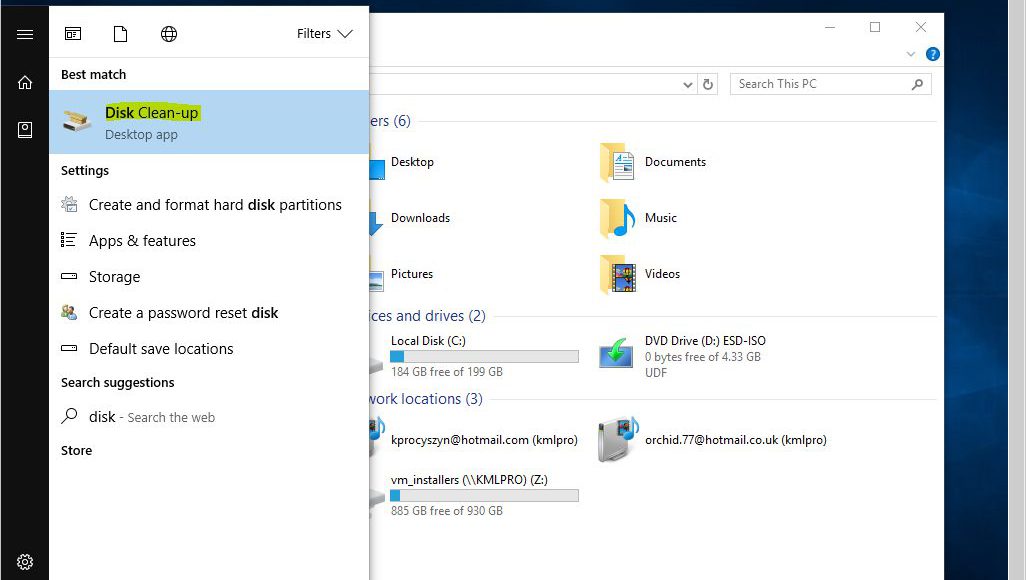 Filters
Best match
Disk Clean-up
Desktop app
Settings
Create and format hard disk partitions
Apps & features
Storage
Create a password reset disk
Default save locations
Search suggestions
disk - Search the web
Store
?
Search This PC
ers (6)
Desktop
Documents
Downloads
Music
Pictures
Videos
ices and drives (2)
Local Disk (C:)
184 GB free of 199 GB
DVD Drive (D:) ESD-ISO
0 bytes free of 4.33 GB
UDF
work locations (3)
kprocyszyn@hotmail.com (kmlpro)
orchid.77@hotmail.co.uk (kmlpro)
vm_installers (\\KMLPRO) (Z:)
885 GB free of 930 GB